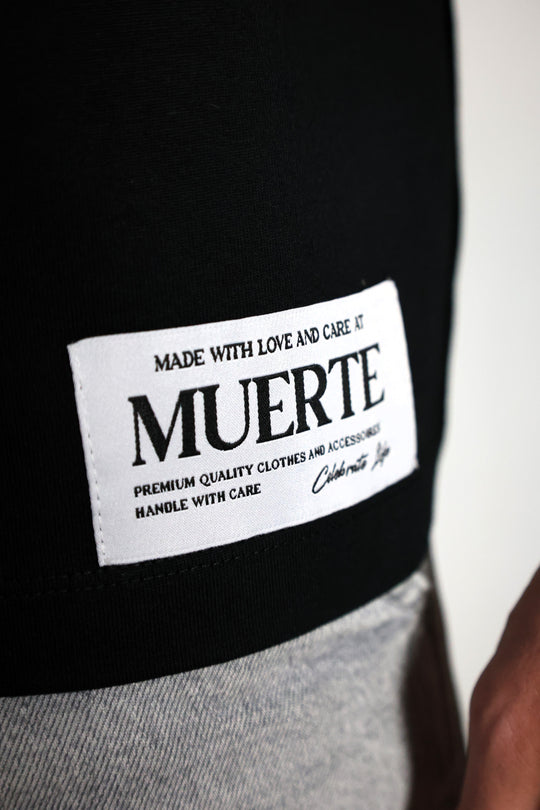 MADE WITH LOVE AND CARE AT
MUERTE
PREMIUM QUALITY CLOTHES AND ACCESSORIES
HANDLE WITH CARE
Celebrate life